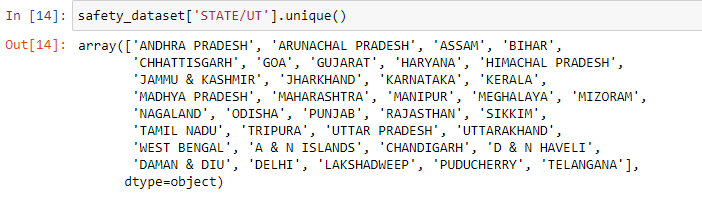 In [14]: safety_dataset['STATE/UT'].unique()
Out[14]: array(['ANDHRA PRADESH', 'ARUNACHAL PRADESH', 'ASSAM', 'BIHAR',
'CHHATTISGARH', 'GOA', 'GUJARAT', 'HARYANA', 'HIMACHAL PRADESH',
'JAMMU & KASHMIR', 'JHARKHAND', 'KARNATAKA', 'KERALA',
'MADHYA PRADESH', 'MAHARASHTRA', 'MANIPUR', 'MEGHALAYA', 'MIZORAM',
'NAGALAND', 'ODISHA', 'PUNJAB', 'RAJASTHAN', 'SIKKIM',
'TAMIL NADU', 'TRIPURA', 'UTTAR PRADESH', 'UTTARAKHAND',
'WEST BENGAL', 'A & N ISLANDS', 'CHANDIGARH', 'D & N HAVELI',
'DAMAN & DIU', 'DELHI', 'LAKSHADWEEP', 'PUDUCHERRY', 'TELANGANA'],
dtype=object)